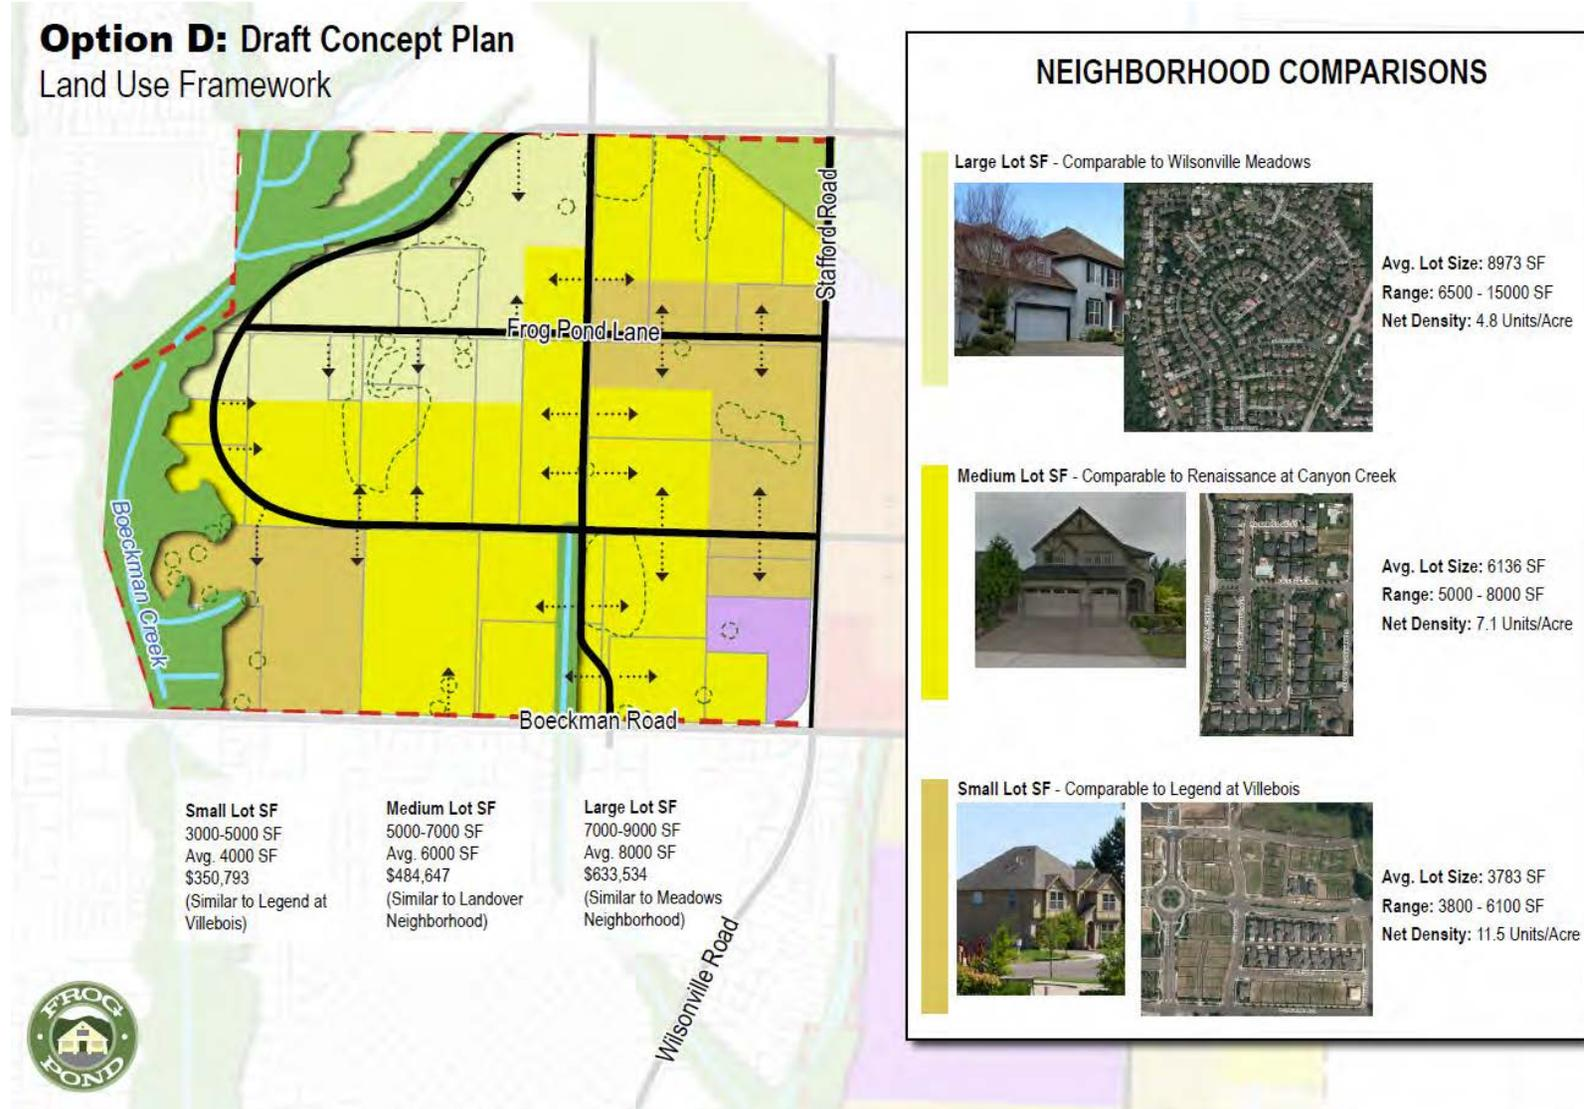 Option D: Draft Concept Plan
Land Use Framework
Stafford Road
Frog Pond Lane
Boeckman Creek
Boeckman Road
Wilsonville Road
Small Lot SF
3000-5000 SF
Avg. 4000 SF
$350,793
(Similar to Legend at
Villebois)
Medium Lot SF
5000-7000 SF
Avg. 6000 SF
$484,647
(Similar to Landover
Neighborhood)
Large Lot SF
7000-9000 SF
Avg. 8000 SF
$633,534
(Similar to Meadows
Neighborhood)
FROG
POND
NEIGHBORHOOD COMPARISONS
Large Lot SF - Comparable to Wilsonville Meadows
Avg. Lot Size: 8973 SF
Range: 6500 - 15000 SF
Net Density: 4.8 Units/Acre
Medium Lot SF - Comparable to Renaissance at Canyon Creek
Avg. Lot Size: 6136 SF
Range: 5000 - 8000 SF
Net Density: 7.1 Units/Acre
Small Lot SF - Comparable to Legend at Villebois
Avg. Lot Size: 3783 SF
Range: 3800 - 6100 SF
Net Density: 11.5 Units/Acre